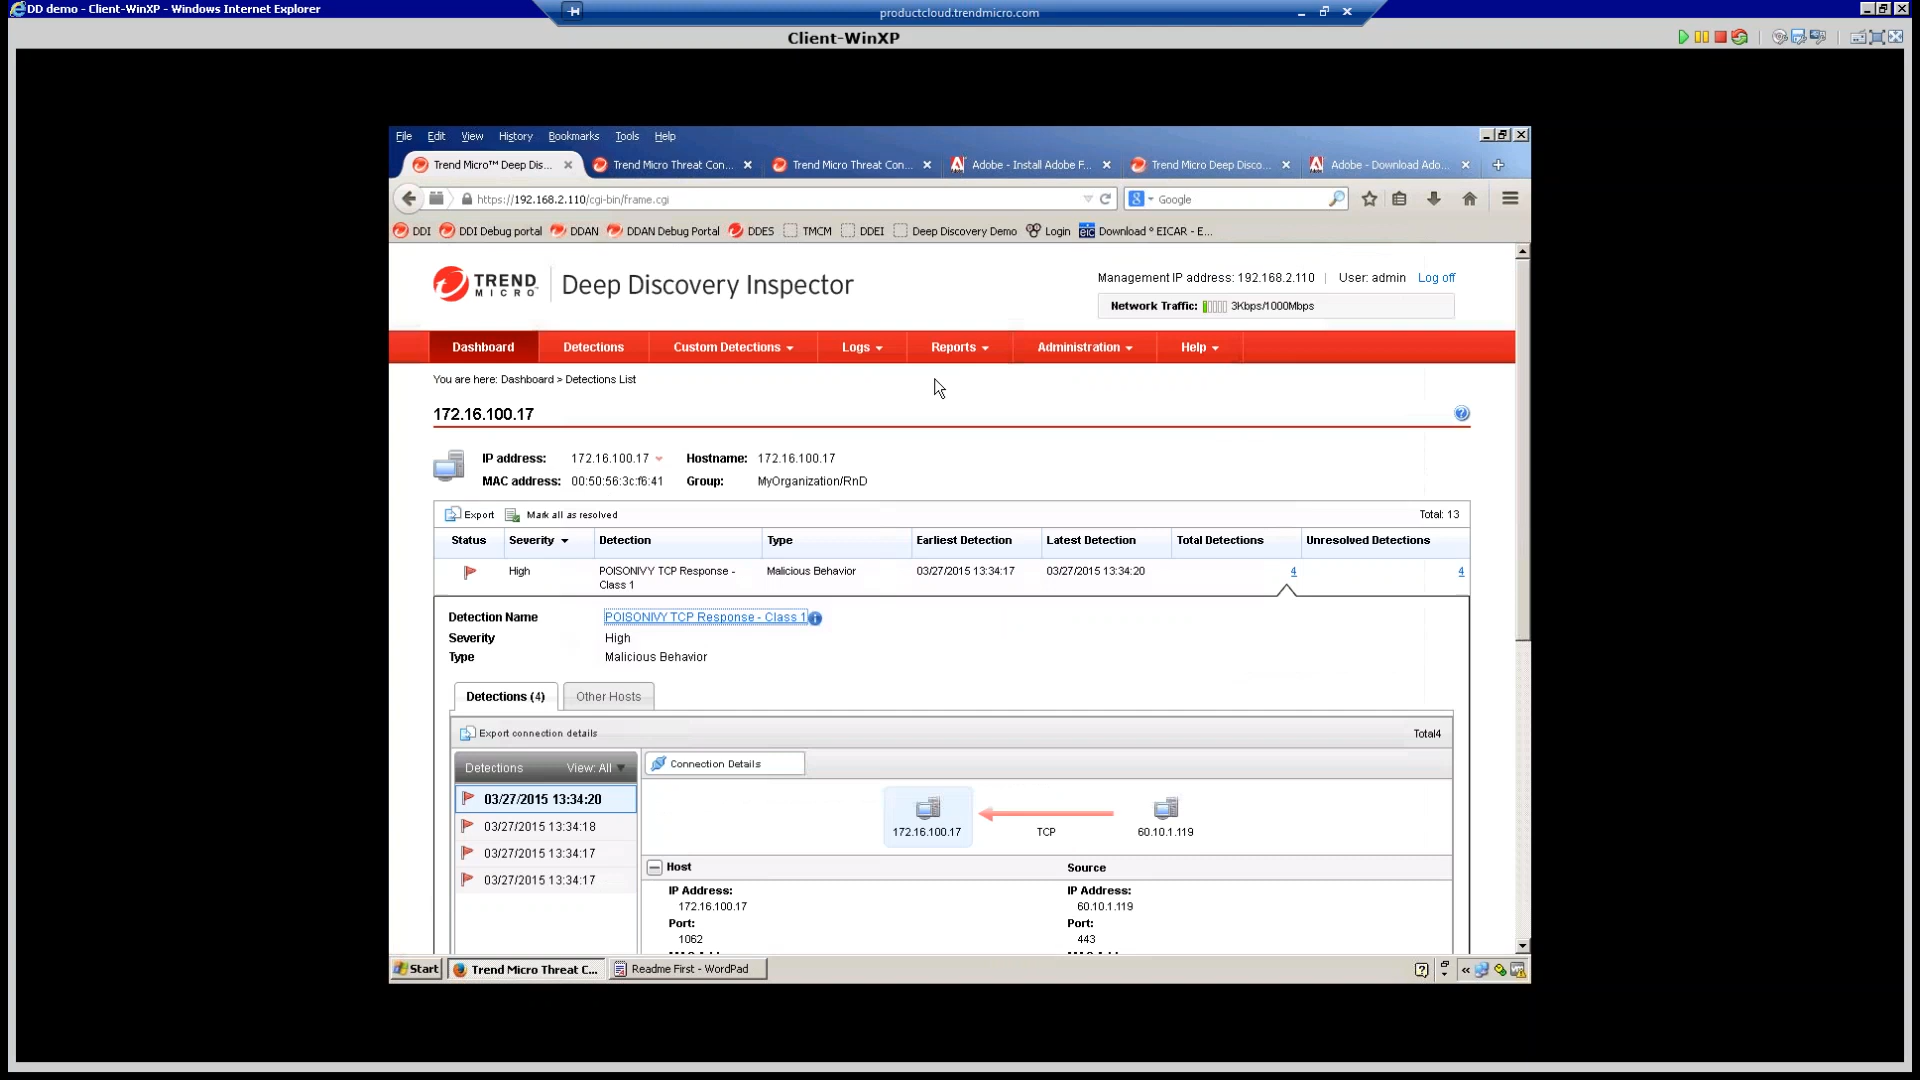 DD demo - Client-WinXP - Windows Internet Explorer
productcloud.trendmicro.com
Client-WinXP
File Edit View History Bookmarks Tools Help
Trend Micro™ Deep Dis... Trend Micro Threat Con... Trend Micro Threat Con... Adobe - Install Adobe F... Trend Micro Deep Disco... Adobe - Download Ado...
https://192.168.2.110/cgi-bin/frame.cgi Google
DDI DDI Debug portal DDAN DDAN Debug Portal DDES TMCM DDEI Deep Discovery Demo Login Download ° EICAR - E...
TREND MICRO Deep Discovery Inspector
Management IP address: 192.168.2.110 | User: admin Log off
Network Traffic: 3Kbps/1000Mbps
Dashboard Detections Custom Detections Logs Reports Administration Help
You are here: Dashboard > Detections List
172.16.100.17
IP address: 172.16.100.17 Hostname: 172.16.100.17
MAC address: 00:50:56:3c:f6:41 Group: MyOrganization/RnD
Export Mark all as resolved Total: 13
Status Severity Detection Type Earliest Detection Latest Detection Total Detections Unresolved Detections
High POISONIVY TCP Response - Class 1 Malicious Behavior 03/27/2015 13:34:17 03/27/2015 13:34:20 4 4
Detection Name POISONIVY TCP Response - Class 1
Severity High
Type Malicious Behavior
Detections (4) Other Hosts
Export connection details Total4
Detections View: All Connection Details
03/27/2015 13:34:20
03/27/2015 13:34:18
03/27/2015 13:34:17
03/27/2015 13:34:17
172.16.100.17 TCP 60.10.1.119
Host Source
IP Address: IP Address:
172.16.100.17 60.10.1.119
Port: Port:
1062 443
Start Trend Micro Threat C... Readme First - WordPad